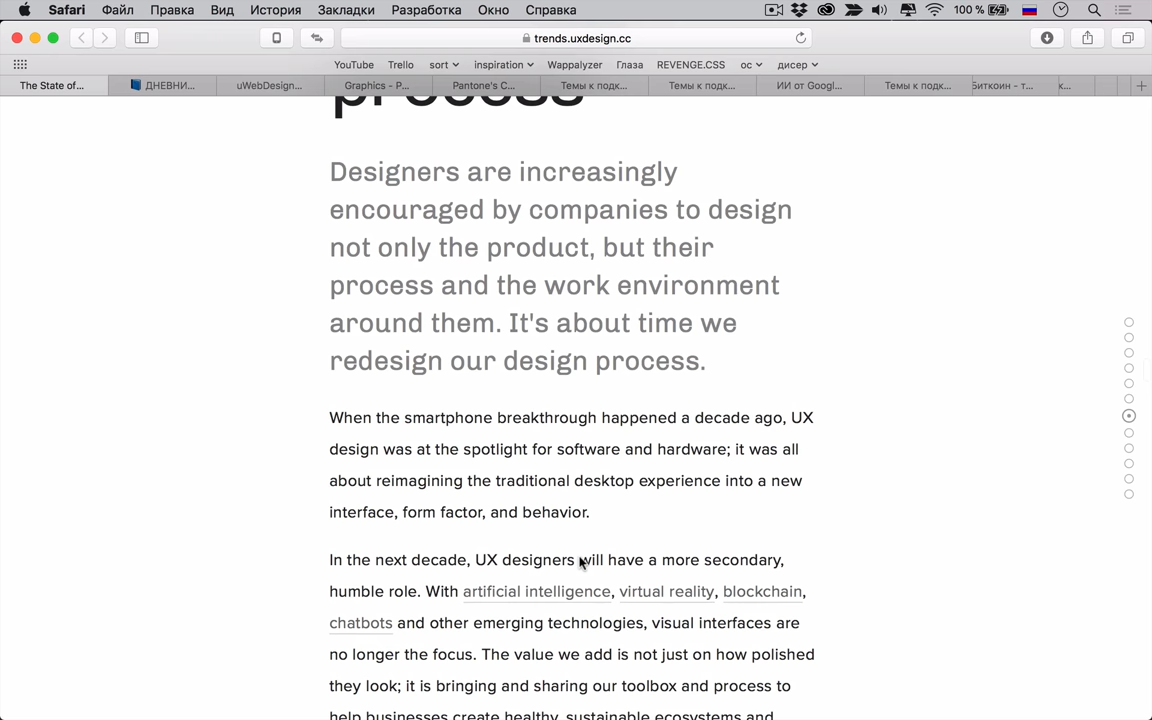 Safari Файл Правка Вид История Закладки Разработка Окно Справка 100 %
trends.uxdesign.cc
YouTube Trello sort inspiration Wappalyzer Глаза REVENGE.CSS ос дисер
The State of... ДНЕВНИ... uWebDesign... Graphics - P... Pantone's C... Темы к подк... Темы к подк... ИИ от Googl... Темы к подк... Биткоин - т... к...
process
Designers are increasingly
encouraged by companies to design
not only the product, but their
process and the work environment
around them. It's about time we
redesign our design process.
When the smartphone breakthrough happened a decade ago, UX
design was at the spotlight for software and hardware; it was all
about reimagining the traditional desktop experience into a new
interface, form factor, and behavior.
In the next decade, UX designers will have a more secondary,
humble role. With artificial intelligence, virtual reality, blockchain,
chatbots and other emerging technologies, visual interfaces are
no longer the focus. The value we add is not just on how polished
they look; it is bringing and sharing our toolbox and process to
help businesses create healthy, sustainable ecosystems and